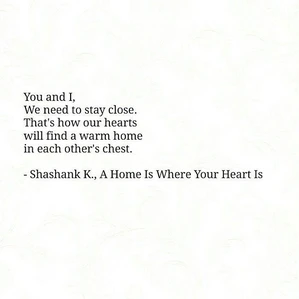 You and I,
We need to stay close.
That's how our hearts
will find a warm home
in each other's chest.
- Shashank K., A Home Is Where Your Heart Is